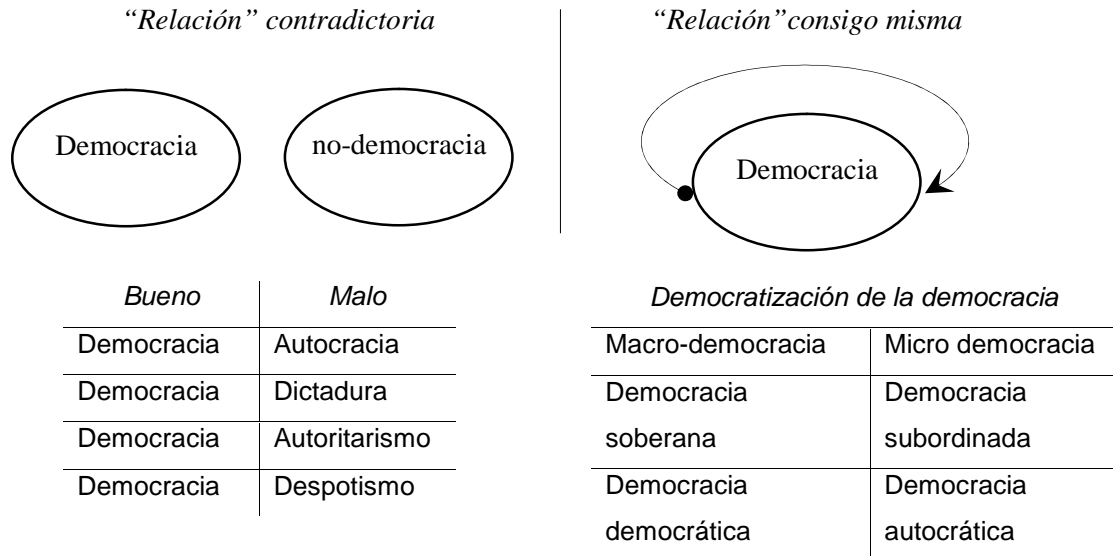 “Relación” contradictoria
Democracia
no-democracia
Bueno Malo
Democracia Autocracia
Democracia Dictadura
Democracia Autoritarismo
Democracia Despotismo
“Relación”consigo misma
Democracia
Democratización de la democracia
Macro-democracia Micro democracia
Democracia Democracia
soberana subordinada
Democracia Democracia
democrática autocrática